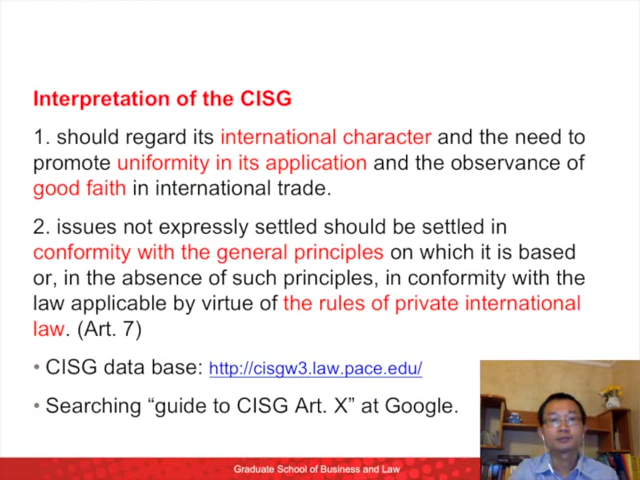 Interpretation of the CISG
1. should regard its international character and the need to
promote uniformity in its application and the observance of
good faith in international trade.
2. issues not expressly settled should be settled in
conformity with the general principles on which it is based
or, in the absence of such principles, in conformity with the
law applicable by virtue of the rules of private international
law. (Art. 7)
• CISG data base: http://cisgw3.law.pace.edu/
• Searching “guide to CISG Art. X” at Google.
Graduate School of Business and Law